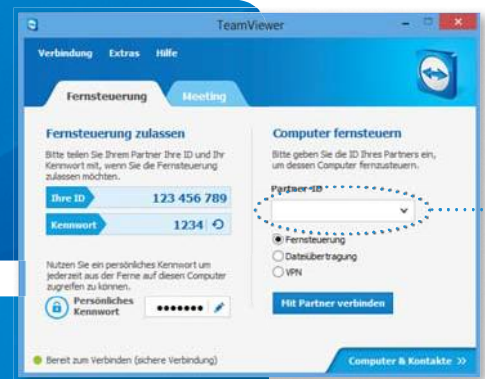 TeamViewer
Verbindung Extras Hilfe
Fernsteuerung Meeting
Fernsteuerung zulassen
Bitte teilen Sie Ihrem Partner Ihre ID und Ihr
Kennwort mit, wenn Sie die Fernsteuerung
zulassen möchten.
Ihre ID 123 456 789
Kennwort 1234
Nutzen Sie ein persönliches Kennwort um
jederzeit aus der Ferne auf diesen Computer
zugreifen zu können.
Persönliches
Kennwort
Computer fernsteuern
Bitte geben Sie die ID Ihres Partners ein,
um dessen Computer fernzusteuern.
Partner-ID
Fernsteuerung
Dateiübertragung
VPN
Mit Partner verbinden
Bereit zum Verbinden (sichere Verbindung)
Computer & Kontakte »